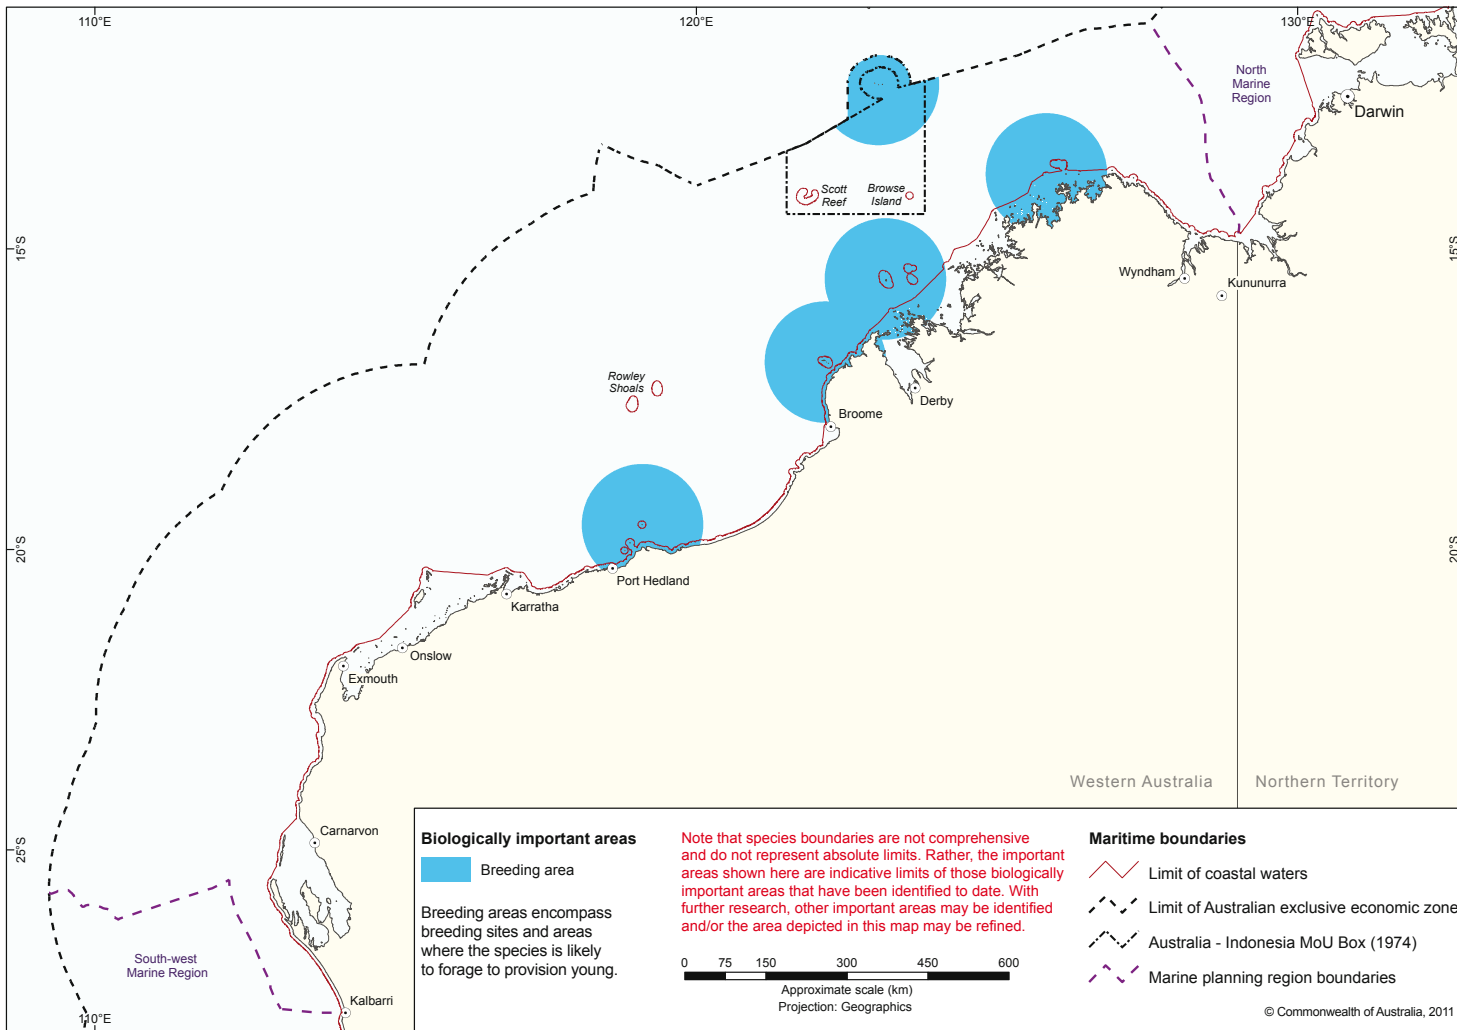 110°E
120°E
130°E
North
Marine
Region
Darwin
Scott
Reef
Browse
Island
15°S
15°S
Wyndham
Kununurra
Rowley
Shoals
Derby
Broome
20°S
20°S
Port Hedland
Karratha
Onslow
Exmouth
Western Australia
Northern Territory
Carnarvon
25°S
South-west
Marine Region
Kalbarri
110°E
Biologically important areas
Breeding area
Breeding areas encompass
breeding sites and areas
where the species is likely
to forage to provision young.
Note that species boundaries are not comprehensive
and do not represent absolute limits. Rather, the important
areas shown here are indicative limits of those biologically
important areas that have been identified to date. With
further research, other important areas may be identified
and/or the area depicted in this map may be refined.
0 75 150 300 450 600
Approximate scale (km)
Projection: Geographics
Maritime boundaries
Limit of coastal waters
Limit of Australian exclusive economic zone
Australia - Indonesia MoU Box (1974)
Marine planning region boundaries
© Commonwealth of Australia, 2011